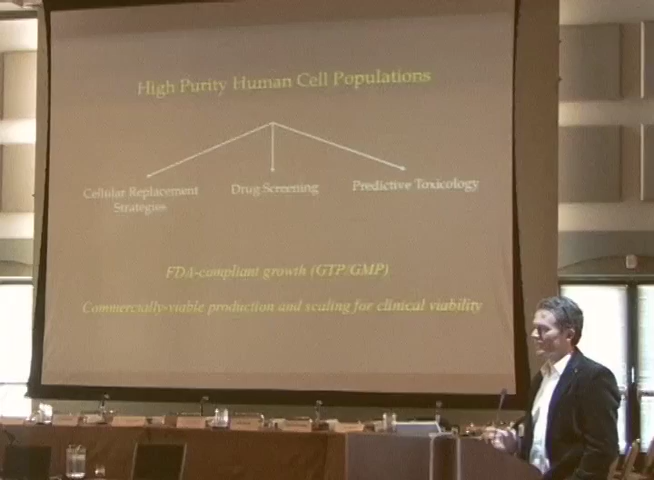 High Purity Human Cell Populations
Cellular Replacement Strategies
Drug Screening
Predictive Toxicology
FDA-compliant growth (GTP/GMP)
Commercially-viable production and scaling for clinical viability